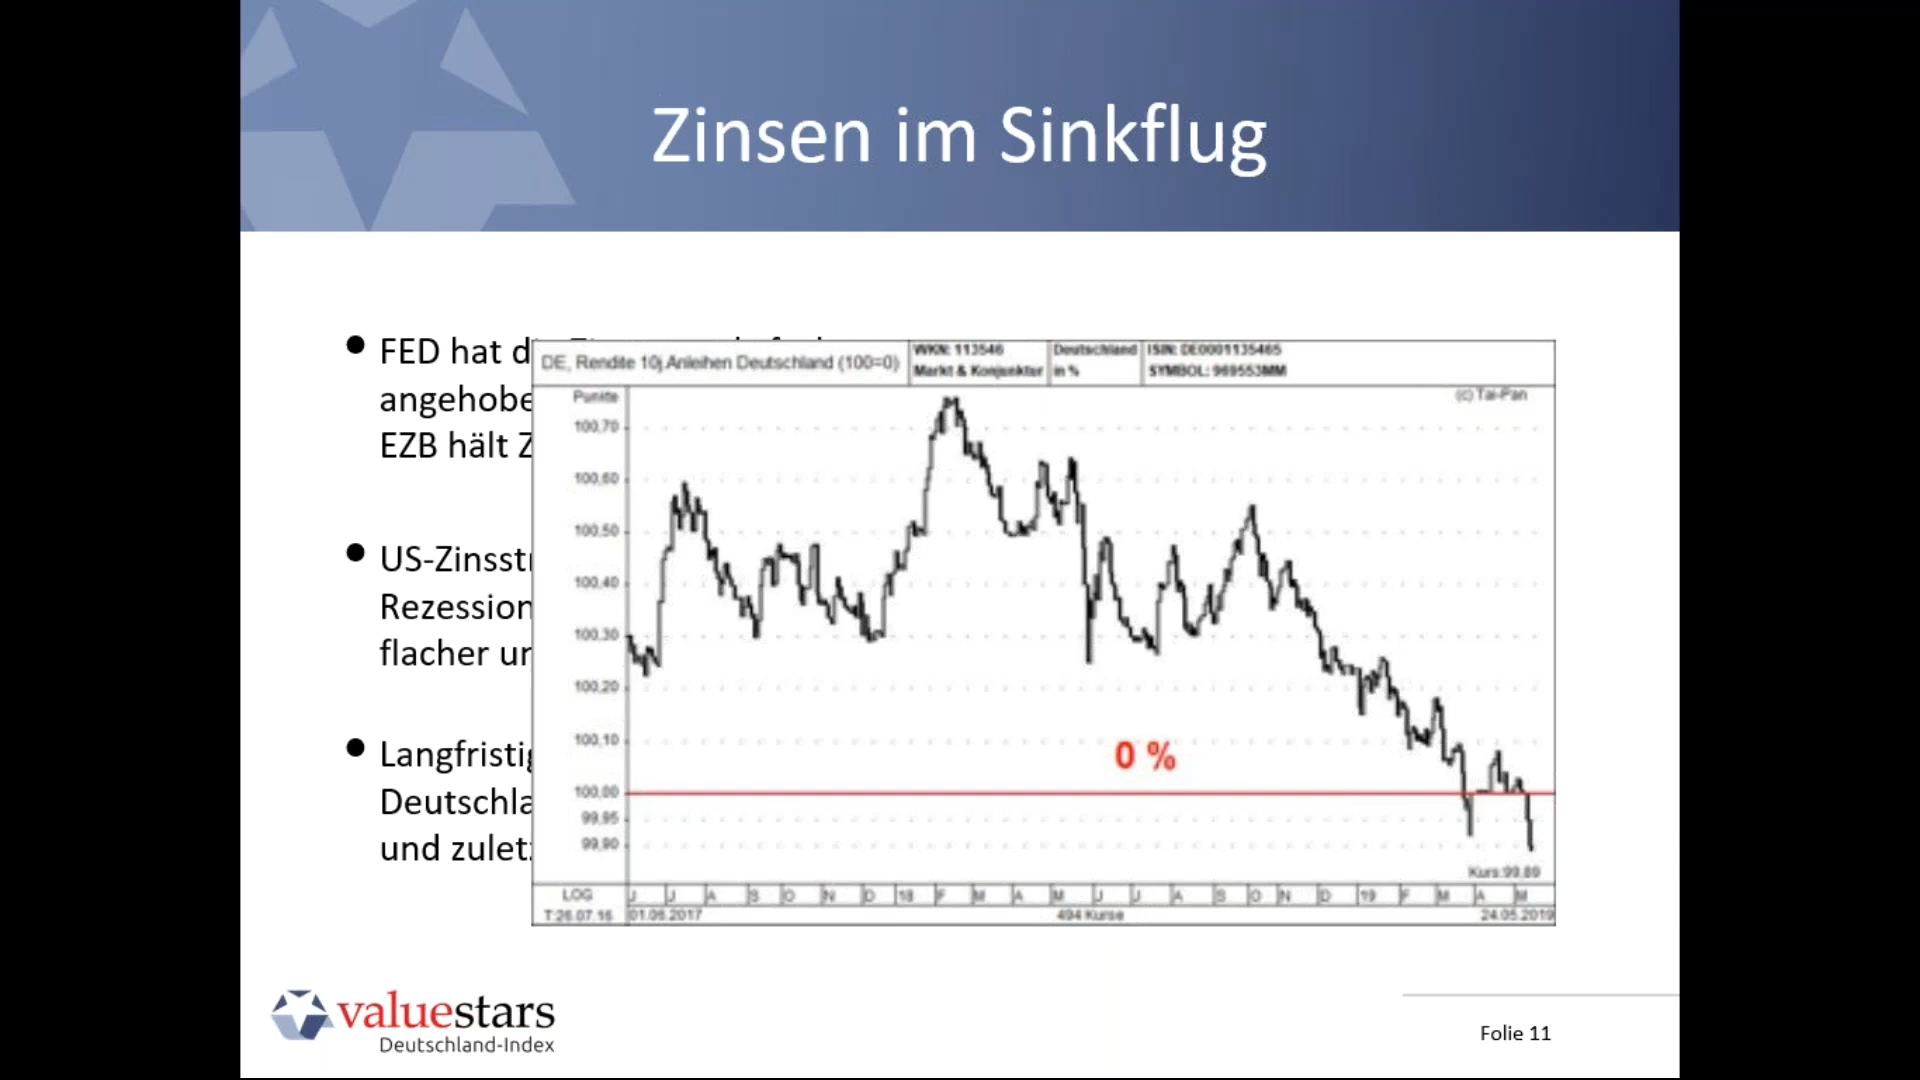 Zinsen im Sinkflug
FED hat
angehobe
EZB hält Z
US-Zinsst
Rezession
flacher un
Langfristig
Deutschla
und zulet
DE, Rendite 10j.Anleihen Deutschland (100=0)
WKN: 113546
Markt & Konjunktur
Deutschland
in %
ISIN: DE0001135465
SYMBOL: 969553MM
Punkte
(c) Tai-Pan
100,70
100,60
100,50
100,40
100,30
100,20
100,10
100,00
99,95
99,90
0 %
Kurs:99,89
LOG
J J A S O N D 18 F M A M J J A S O N D 19 F M A M
T:26.07.16
01.06.2017
494 Kurse
24.05.2019
valuestars
Deutschland-Index
Folie 11